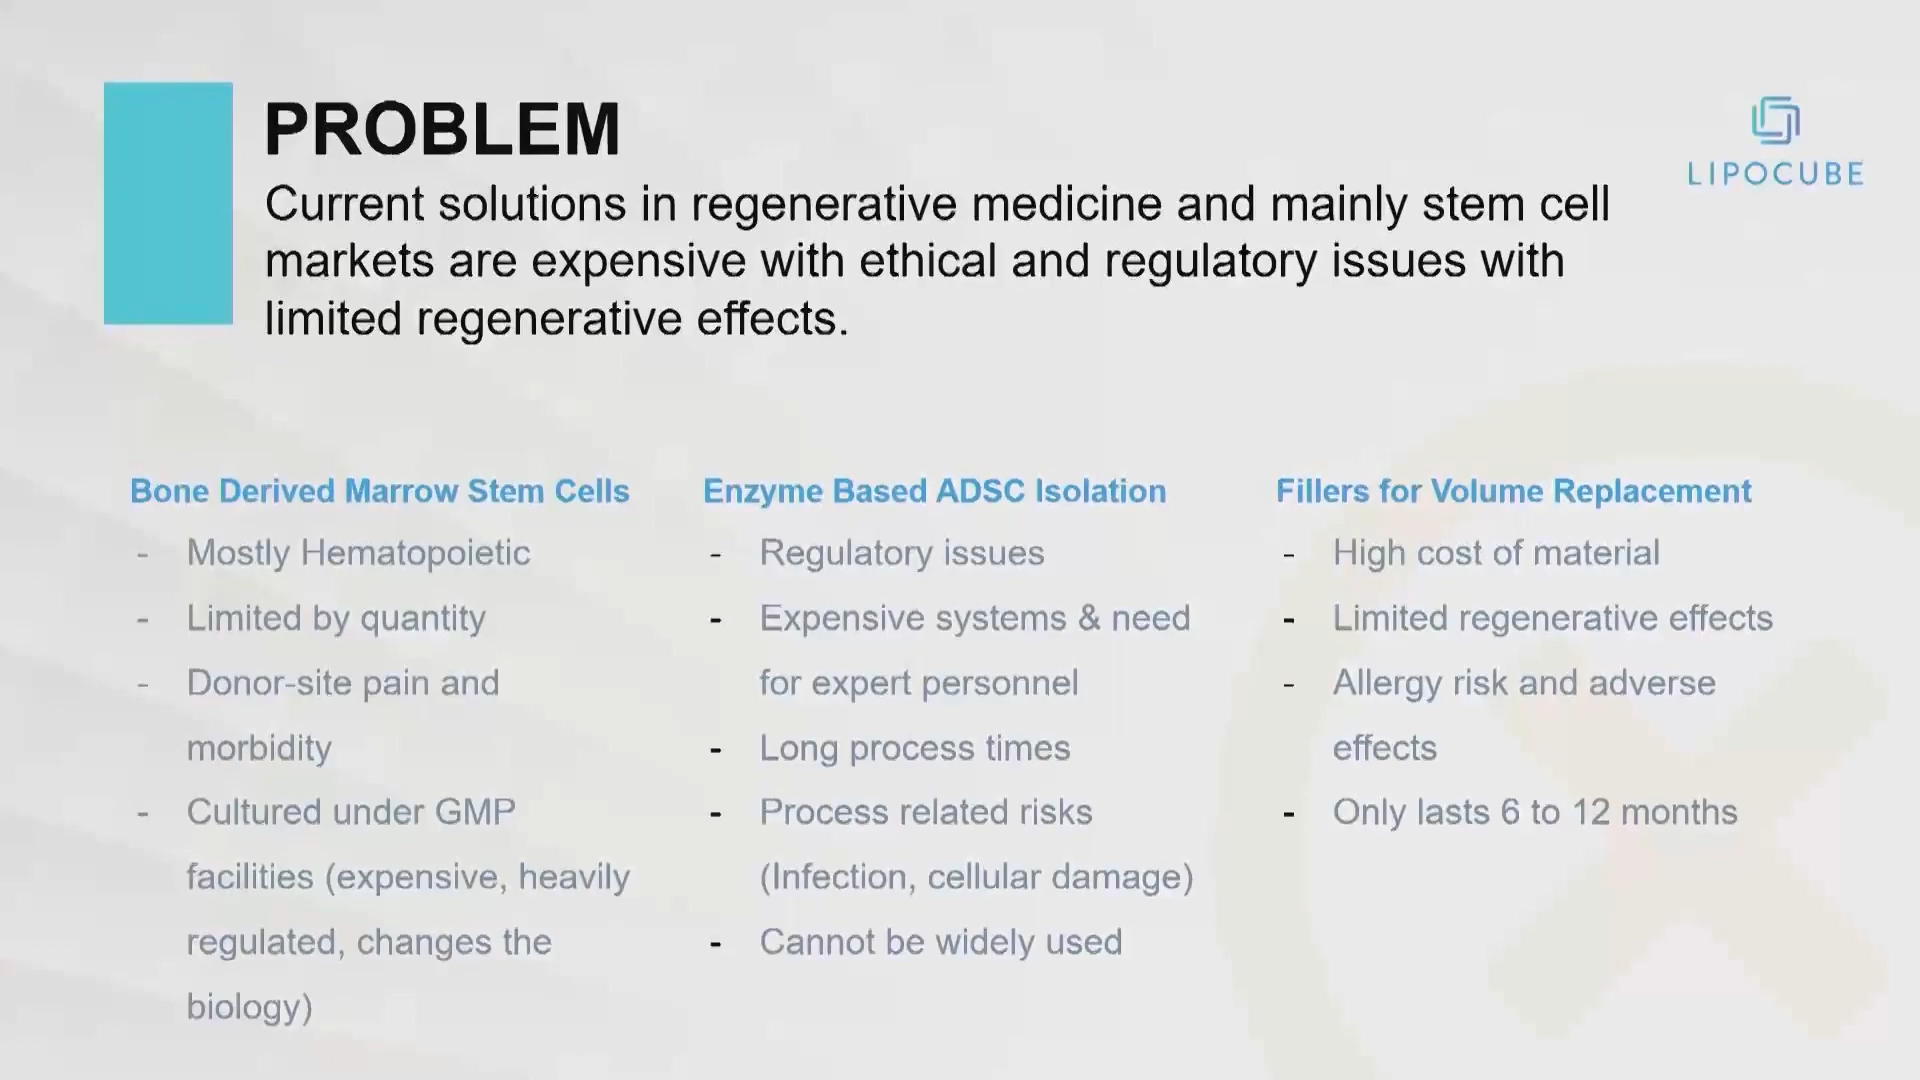 PROBLEM
LIPOCUBE
Current solutions in regenerative medicine and mainly stem cell
markets are expensive with ethical and regulatory issues with
limited regenerative effects.
Bone Derived Marrow Stem Cells
- Mostly Hematopoietic
- Limited by quantity
- Donor-site pain and
morbidity
- Cultured under GMP
facilities (expensive, heavily
regulated, changes the
biology)
Enzyme Based ADSC Isolation
- Regulatory issues
- Expensive systems & need
for expert personnel
- Long process times
- Process related risks
(Infection, cellular damage)
- Cannot be widely used
Fillers for Volume Replacement
- High cost of material
- Limited regenerative effects
- Allergy risk and adverse
effects
- Only lasts 6 to 12 months